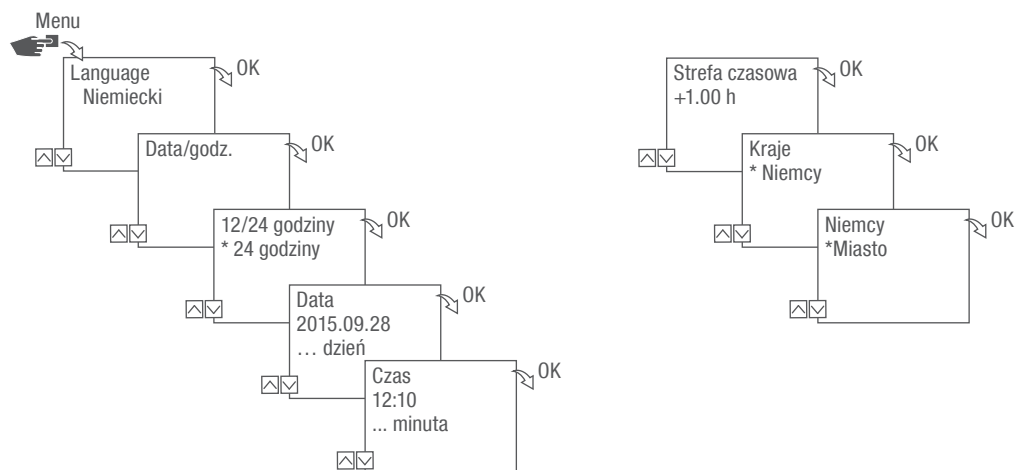 Menu
Language
Niemiecki
OK
Data/godz.
OK
12/24 godziny
* 24 godziny
OK
Data
2015.09.28
… dzień
OK
Czas
12:10
... minuta
OK
Strefa czasowa
+1.00 h
OK
Kraje
* Niemcy
OK
Niemcy
*Miasto
OK